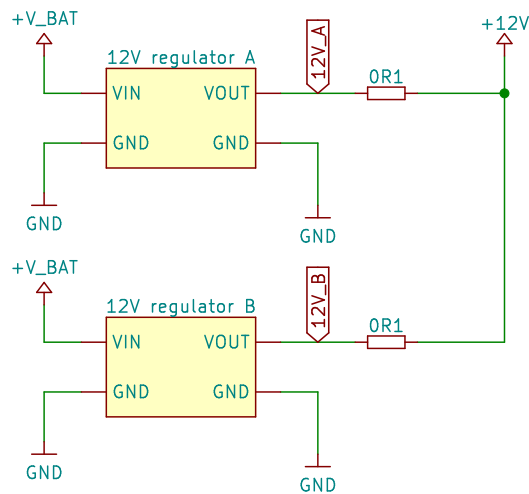 +V_BAT
+12V
12V regulator A
12V_A
0R1
VIN
VOUT
GND
GND
GND
GND
+V_BAT
12V regulator B
12V_B
0R1
VIN
VOUT
GND
GND
GND
GND